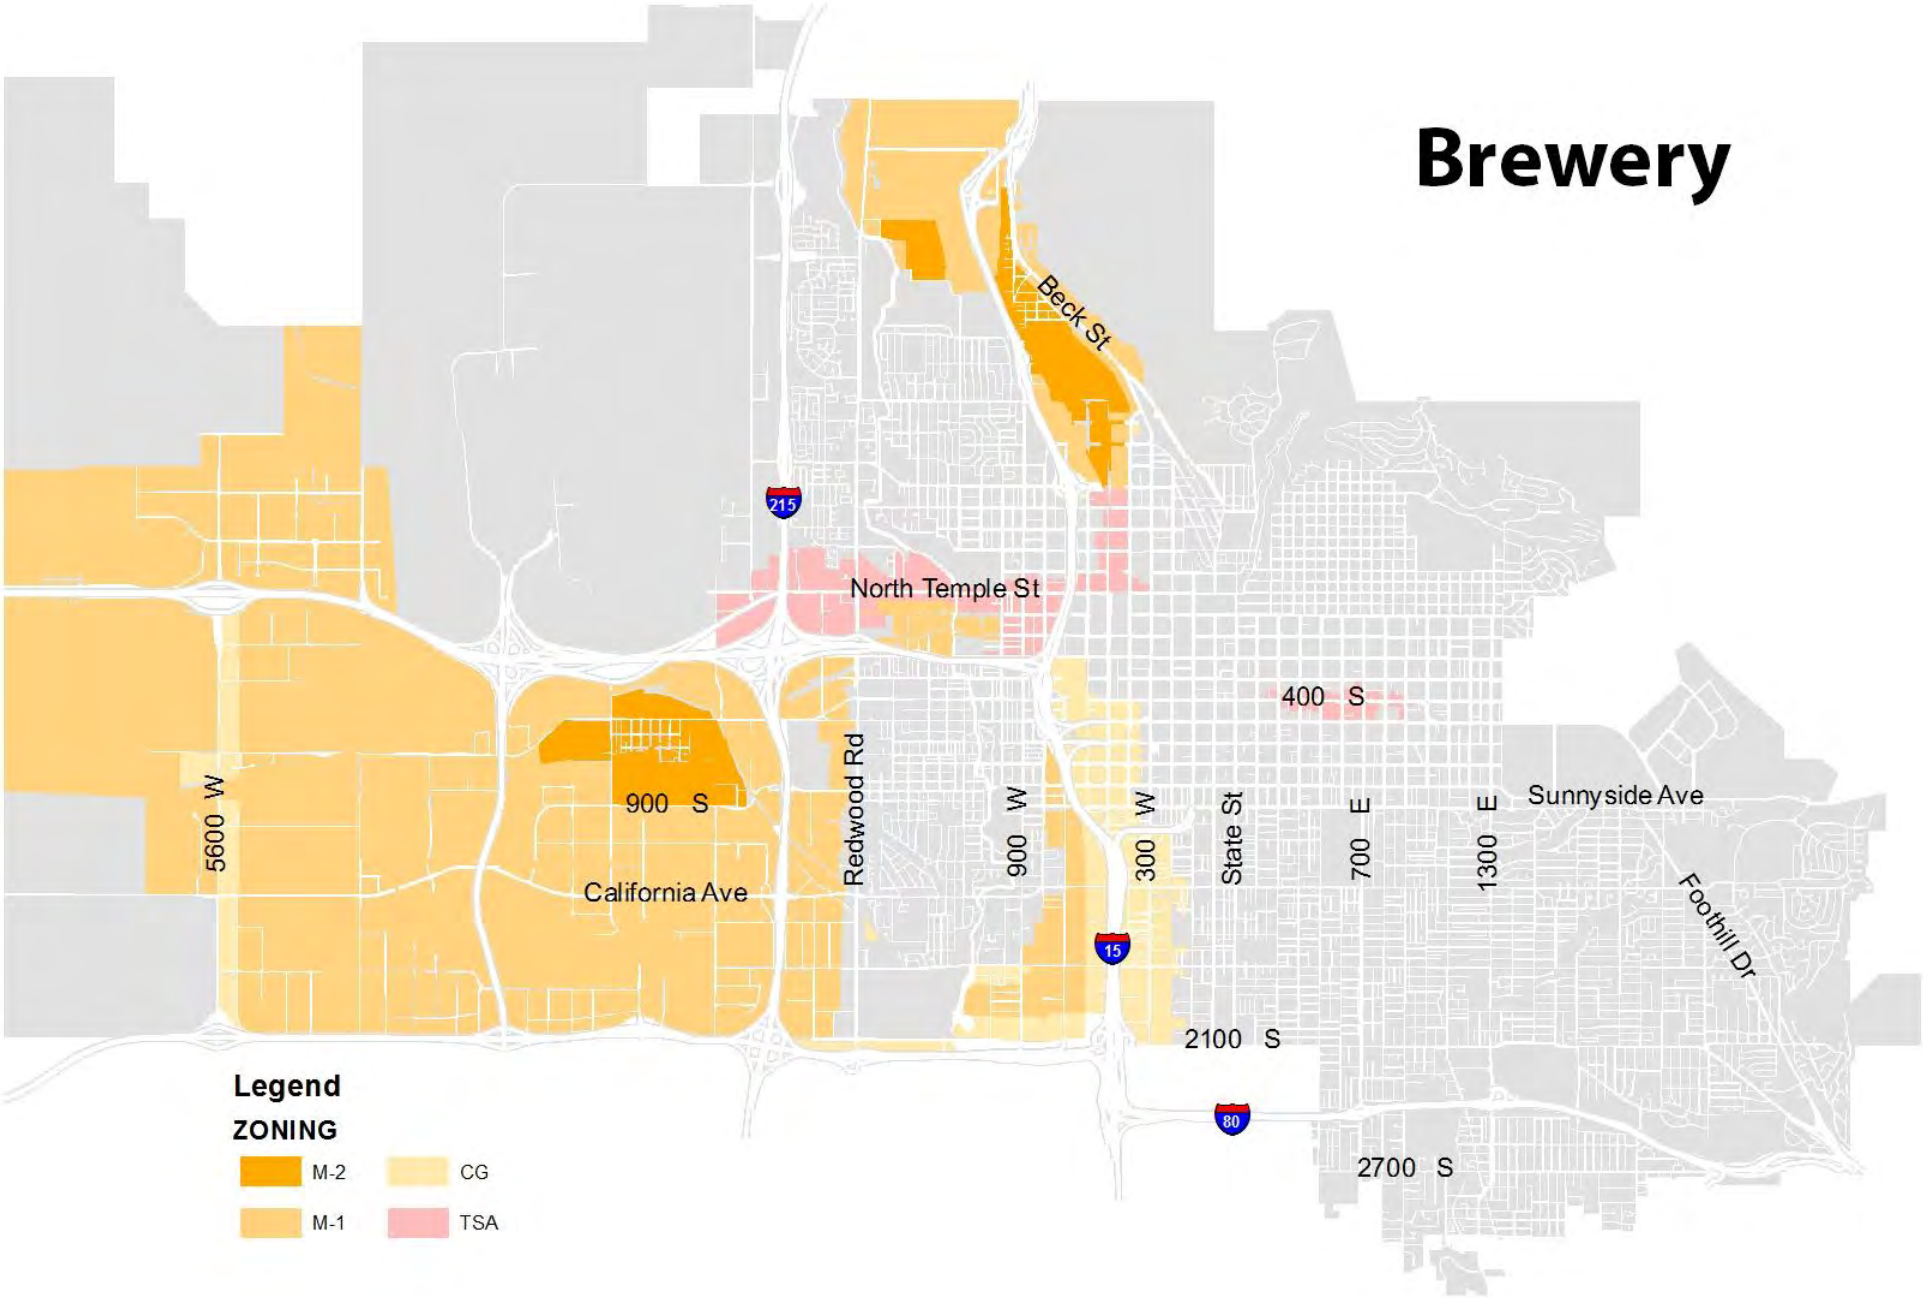 Brewery
Beck St
215
North Temple St
400 S
5600 W
900 S
Redwood Rd
900 W
300 W
State St
700 E
1300 E
Sunnyside Ave
California Ave
Foothill Dr
15
2100 S
80
2700 S
Legend
ZONING
M-2
CG
M-1
TSA